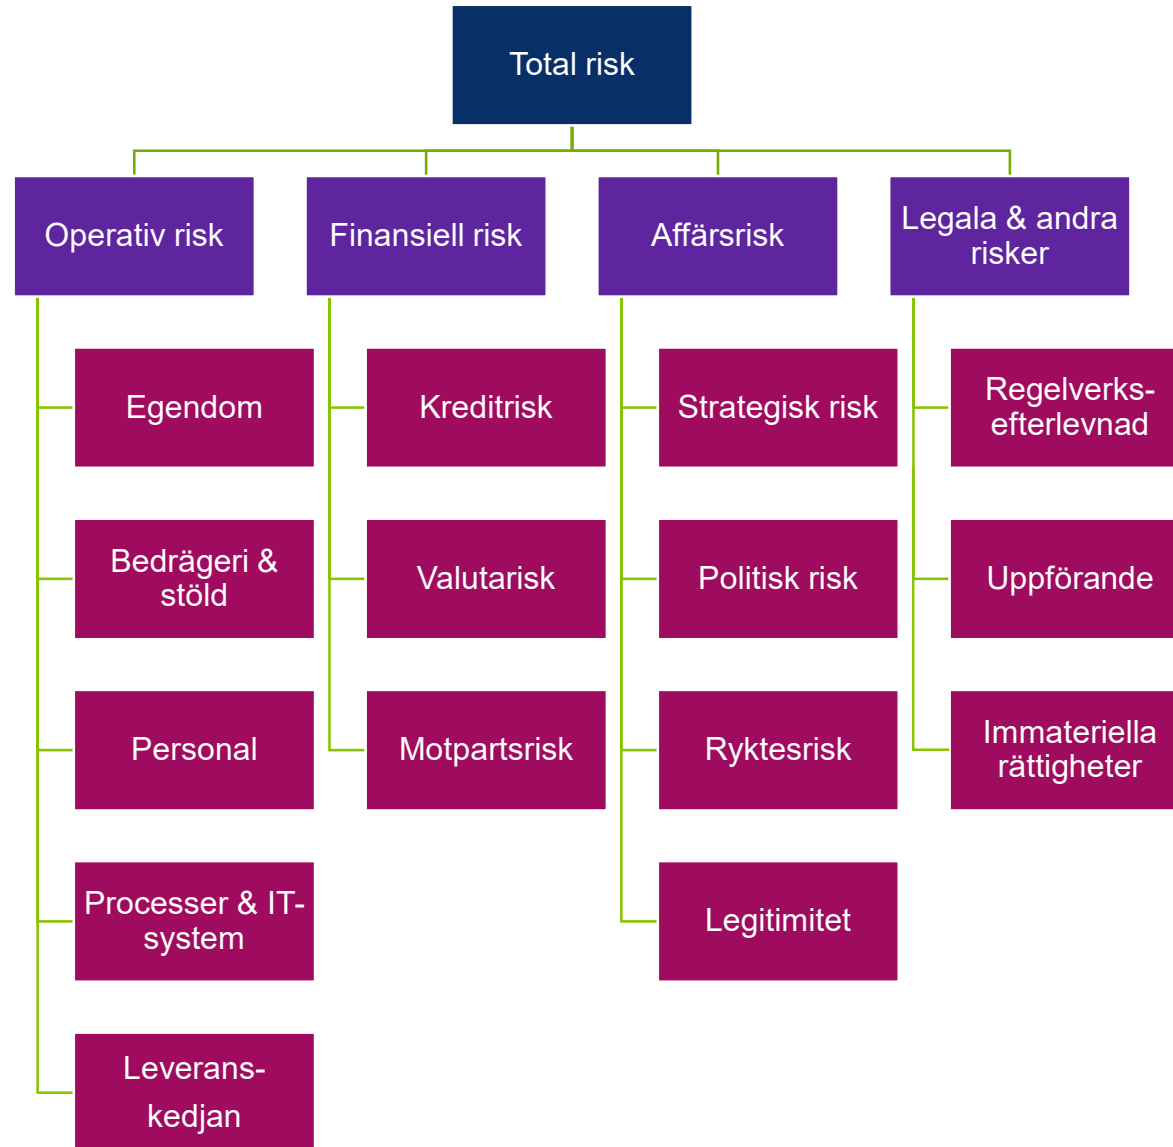 Total risk
Operativ risk
Finansiell risk
Affärsrisk
Legala & andra
risker
Egendom
Bedrägeri &
stöld
Personal
Processer & IT-
system
Leverans-
kedjan
Kreditrisk
Valutarisk
Motpartsrisk
Strategisk risk
Politisk risk
Ryktesrisk
Legitimitet
Regelverks-
efterlevnad
Uppförande
Immateriella
rättigheter